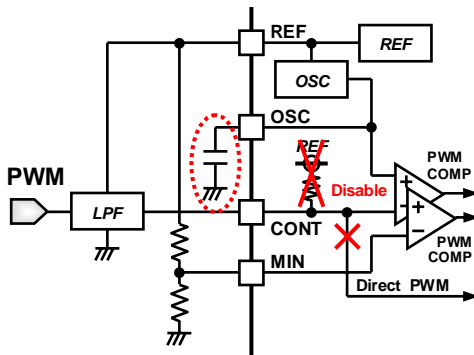 REF
REF
OSC
OSC
REF
PWM
COMP
PWM
Disable
LPF
CONT
PWM
COMP
MIN
Direct PWM